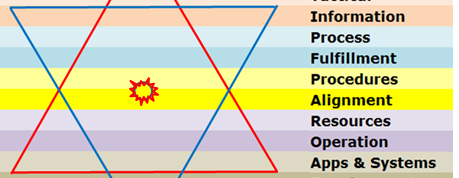 Information
Process
Fulfillment
Procedures
Alignment
Resources
Operation
Apps & Systems